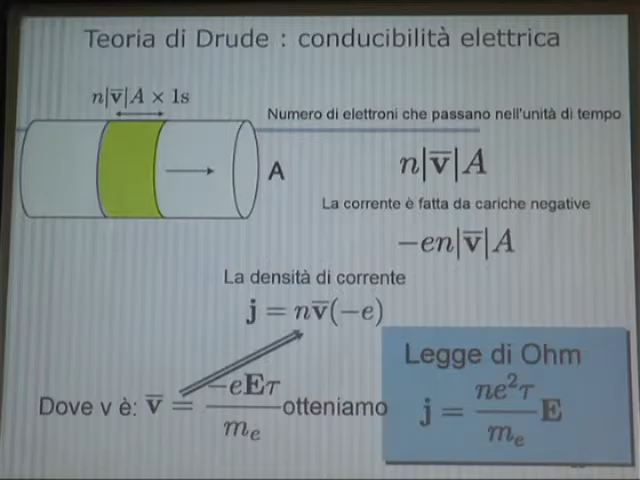 Teoria di Drude : conducibilità elettrica
n|v̅|A × 1s
Numero di elettroni che passano nell'unità di tempo
A
n|v̅|A
La corrente è fatta da cariche negative
−en|v̅|A
La densità di corrente
j = nv̅(−e)
Dove v è: v̅ = −eEτ / mₑ otteniamo
Legge di Ohm
j = ne²τ / mₑ E